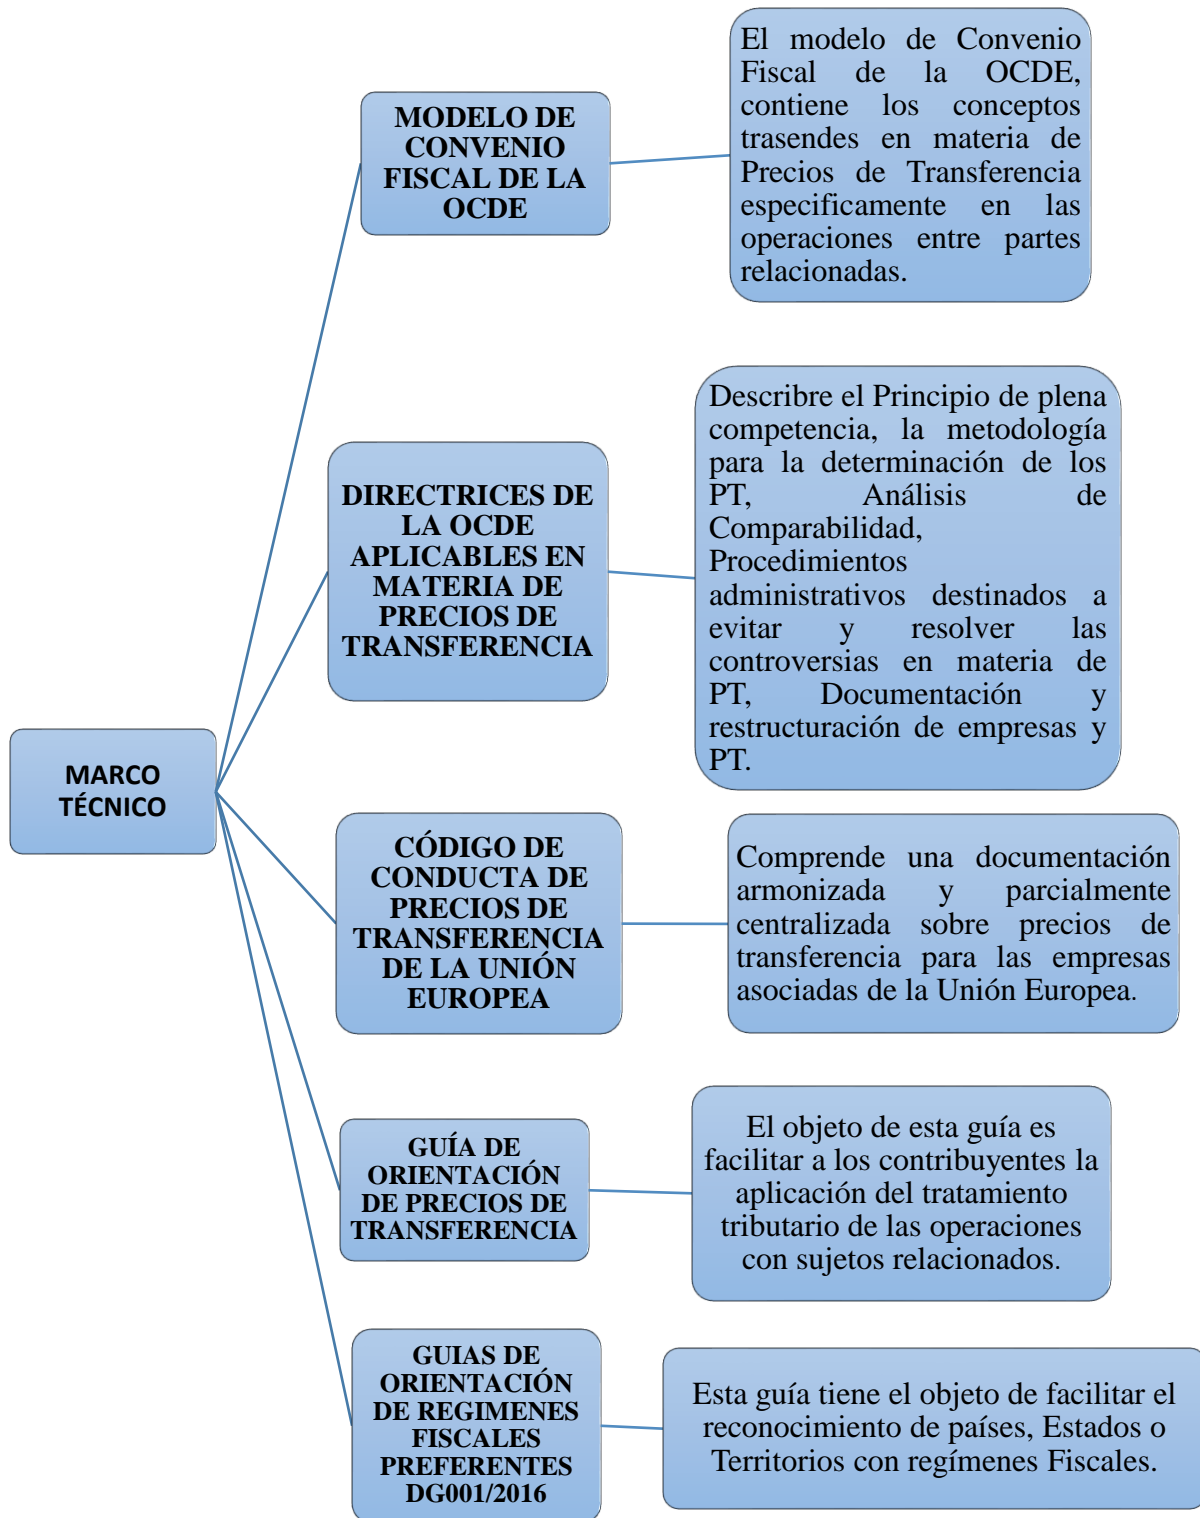 MARCO
TÉCNICO
MODELO DE
CONVENIO
FISCAL DE LA
OCDE
El modelo de Convenio
Fiscal de la OCDE,
contiene los conceptos
trasendes en materia de
Precios de Transferencia
especificamente en las
operaciones entre partes
relacionadas.
DIRECTRICES DE
LA OCDE
APLICABLES EN
MATERIA DE
PRECIOS DE
TRANSFERENCIA
Describre el Principio de plena
competencia, la metodología
para la determinación de los
PT, Análisis de
Comparabilidad,
Procedimientos
administrativos destinados a
evitar y resolver las
controversias en materia de
PT, Documentación y
restructuración de empresas y
PT.
CÓDIGO DE
CONDUCTA DE
PRECIOS DE
TRANSFERENCIA
DE LA UNIÓN
EUROPEA
Comprende una documentación
armonizada y parcialmente
centralizada sobre precios de
transferencia para las empresas
asociadas de la Unión Europea.
GUÍA DE
ORIENTACIÓN
DE PRECIOS DE
TRANSFERENCIA
El objeto de esta guía es
facilitar a los contribuyentes la
aplicación del tratamiento
tributario de las operaciones
con sujetos relacionados.
GUIAS DE
ORIENTACIÓN
DE REGIMENES
FISCALES
PREFERENTES
DG001/2016
Esta guía tiene el objeto de facilitar el
reconocimiento de países, Estados o
Territorios con regímenes Fiscales.